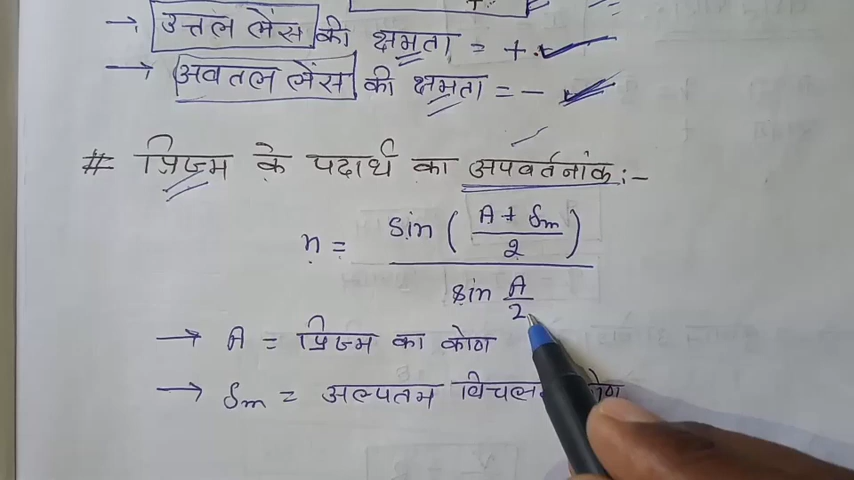 → उत्तल लेंस की क्षमता = +
→ अवतल लेंस की क्षमता = -
# प्रिज्म के पदार्थ का अपवर्तनांक :-
n = sin ( A + δm / 2 ) / sin A / 2
→ A = प्रिज्म का कोण
→ δm = अल्पतम विचलन